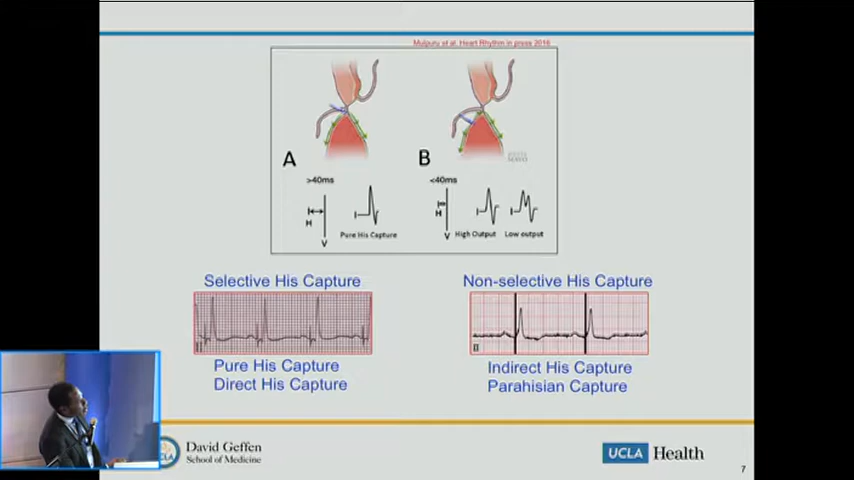 Mulpuru et al. Heart Rhythm in press 2016
A
B
>40ms
<40ms
H
V
Pure His Capture
H
V
High Output
Low output
Selective His Capture
Non-selective His Capture
II
II
Pure His Capture
Direct His Capture
Indirect His Capture
Parahisian Capture
David Geffen
School of Medicine
UCLA Health
7